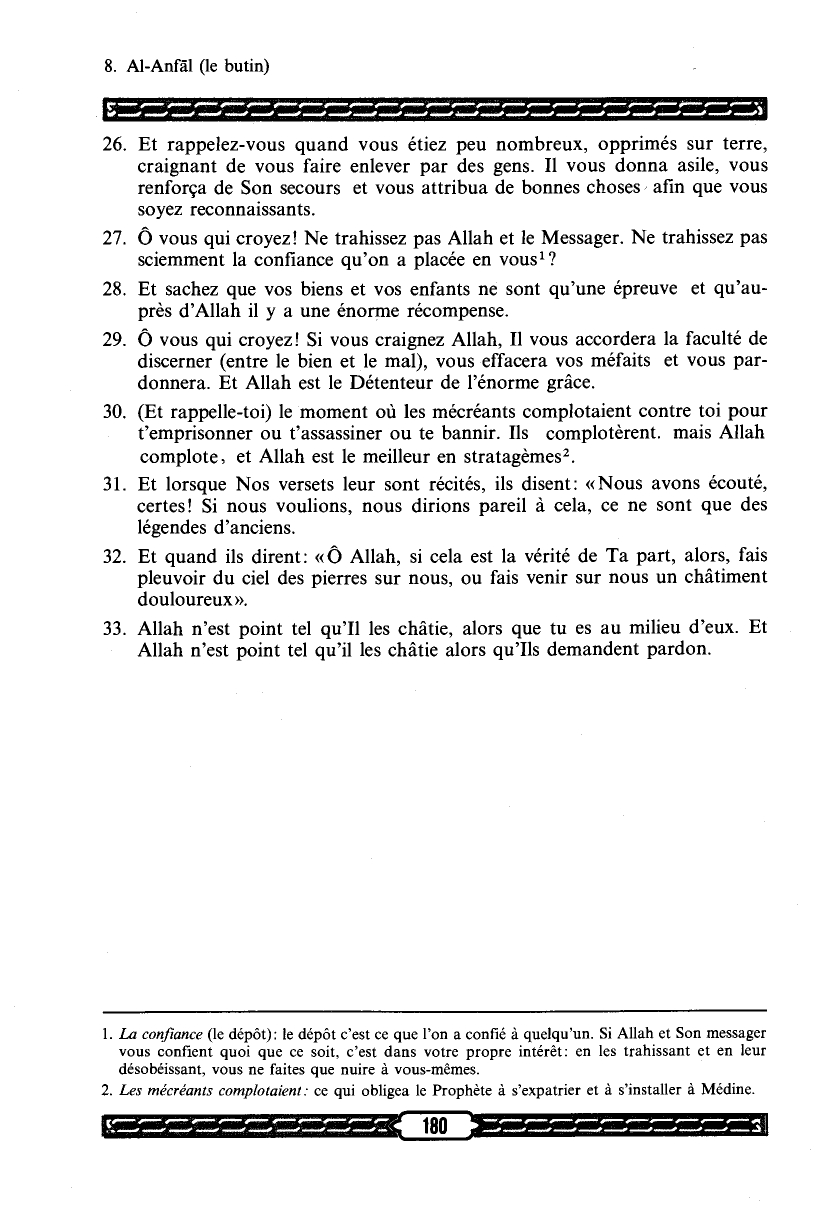 8. Al-Anfāl (le butin)
26. Et rappelez-vous quand vous étiez peu nombreux, opprimés sur terre,
craignant de vous faire enlever par des gens. Il vous donna asile, vous
renforça de Son secours et vous attribua de bonnes choses afin que vous
soyez reconnaissants.
27. Ô vous qui croyez! Ne trahissez pas Allah et le Messager. Ne trahissez pas
sciemment la confiance qu'on a placée en vous¹?
28. Et sachez que vos biens et vos enfants ne sont qu'une épreuve et qu'au-
près d'Allah il y a une énorme récompense.
29. Ô vous qui croyez! Si vous craignez Allah, Il vous accordera la faculté de
discerner (entre le bien et le mal), vous effacera vos méfaits et vous par-
donnera. Et Allah est le Détenteur de l'énorme grâce.
30. (Et rappelle-toi) le moment où les mécréants complotaient contre toi pour
t'emprisonner ou t'assassiner ou te bannir. Ils complotèrent. mais Allah
complote, et Allah est le meilleur en stratagèmes².
31. Et lorsque Nos versets leur sont récités, ils disent: «Nous avons écouté,
certes! Si nous voulions, nous dirions pareil à cela, ce ne sont que des
légendes d'anciens.
32. Et quand ils dirent: «Ô Allah, si cela est la vérité de Ta part, alors, fais
pleuvoir du ciel des pierres sur nous, ou fais venir sur nous un châtiment
douloureux».
33. Allah n'est point tel qu'Il les châtie, alors que tu es au milieu d'eux. Et
Allah n'est point tel qu'il les châtie alors qu'Ils demandent pardon.
1. La confiance (le dépôt): le dépôt c'est ce que l'on a confié à quelqu'un. Si Allah et Son messager
vous confient quoi que ce soit, c'est dans votre propre intérêt: en les trahissant et en leur
désobéissant, vous ne faites que nuire à vous-mêmes.
2. Les mécréants complotaient: ce qui obligea le Prophète à s'expatrier et à s'installer à Médine.
180